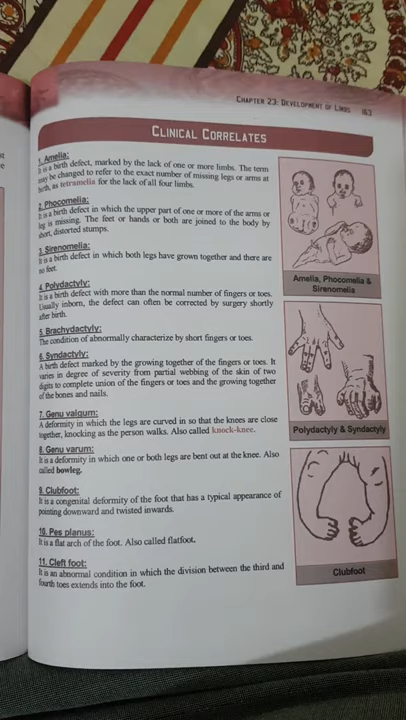 CHAPTER 23: DEVELOPMENT OF LIMBS 163
CLINICAL CORRELATES
1. Amelia:
It is a birth defect, marked by the lack of one or more limbs. The term
may be changed to refer to the exact number of missing legs or arms at
birth, as tetramelia for the lack of all four limbs.
2. Phocomelia:
It is a birth defect in which the upper part of one or more of the arms or
leg is missing. The feet or hands or both are joined to the body by
short, distorted stumps.
3. Sirenomelia:
It is a birth defect in which both legs have grown together and there are
no feet.
4. Polydactyly:
It is a birth defect with more than the normal number of fingers or toes.
Usually inborn, the defect can often be corrected by surgery shortly
after birth.
5. Brachydactyly:
The condition of abnormally characterize by short fingers or toes.
6. Syndactyly:
A birth defect marked by the growing together of the fingers or toes. It
varies in degree of severity from partial webbing of the skin of two
digits to complete union of the fingers or toes and the growing together
of the bones and nails.
7. Genu valgum:
A deformity in which the legs are curved in so that the knees are close
together, knocking as the person walks. Also called knock-knee.
8. Genu varum:
It is a deformity in which one or both legs are bent out at the knee. Also
called bowleg.
9. Clubfoot:
It is a congenital deformity of the foot that has a typical appearance of
pointing downward and twisted inwards.
10. Pes planus:
It is a flat arch of the foot. Also called flatfoot.
11. Cleft foot:
It is an abnormal condition in which the division between the third and
fourth toes extends into the foot.
Amelia, Phocomelia &
Sirenomelia
Polydactyly & Syndactyly
Clubfoot